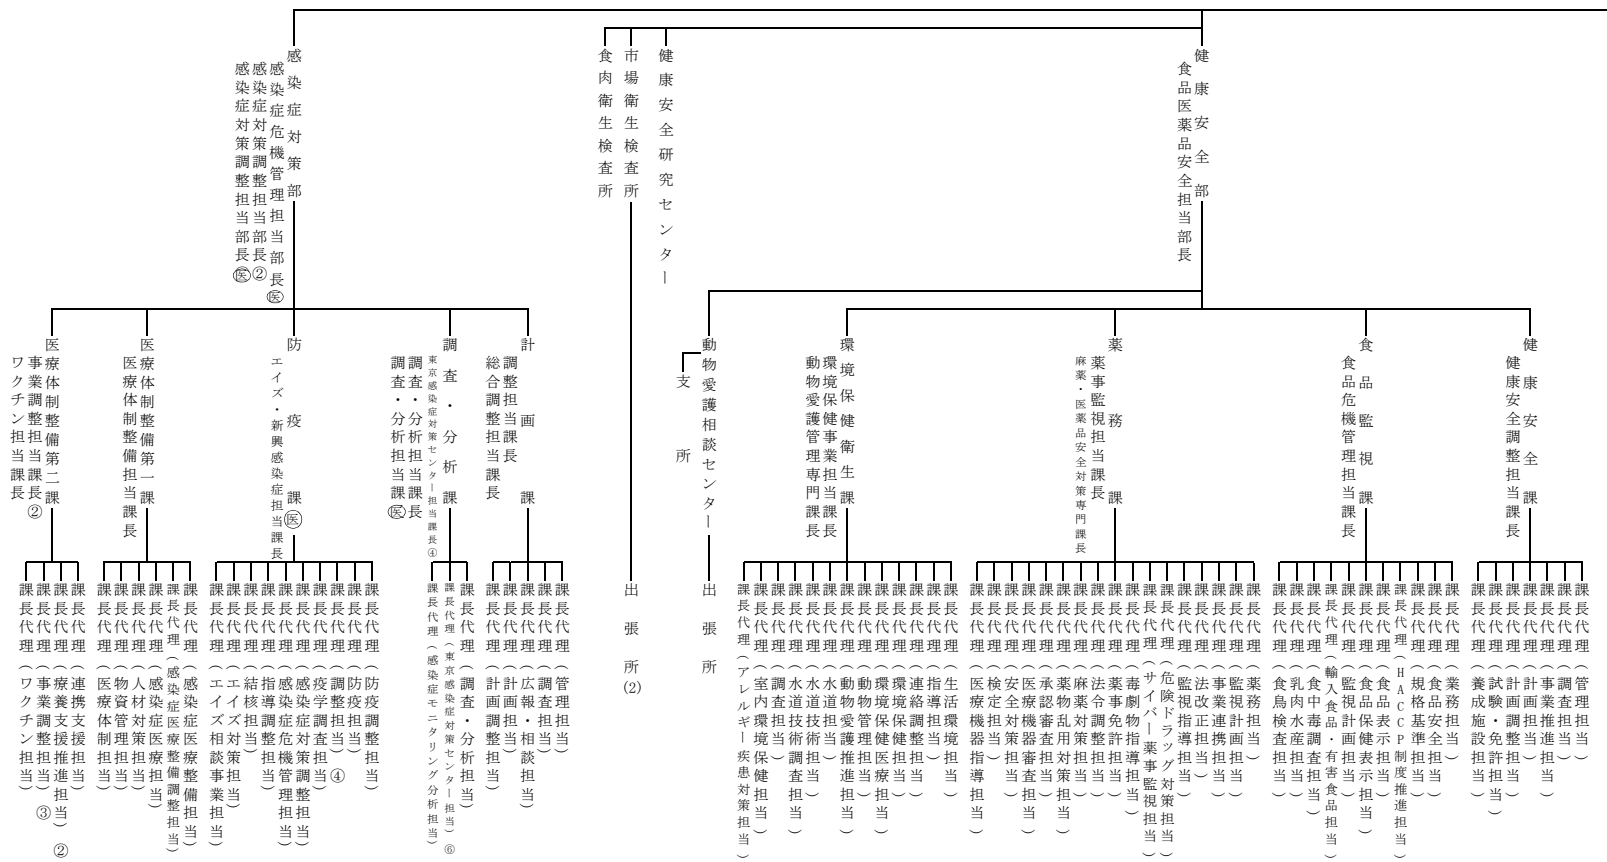 健康安全部
食品医薬品安全担当部長
健康安全研究センター
市場衛生検査所
食肉衛生検査所
感染症対策部
感染症危機管理担当部長㊩
感染症対策調整担当部長②
感染症対策調整担当部長㊩
健康安全課
健康安全調整担当課長
食品監視課
食品危機管理担当課長
薬務課
薬事監視担当課長
麻薬・医薬品安全対策専門課長
環境保健衛生課
環境保健事業担当課長
動物愛護管理専門課長
動物愛護相談センター
支所
計画課
調整担当課長
総合調整担当課長
調査・分析課
東京感染症対策センター担当課長④
調査・分析担当課長
調査・分析担当課長㊩
防疫課㊩
エイズ・新興感染症担当課長
医療体制整備第一課
医療体制整備担当課長
医療体制整備第二課
事業調整担当課長②
ワクチン担当課長
課長代理(管理担当)
課長代理(調査担当)
課長代理(事業推進担当)
課長代理(計画担当)
課長代理(計画調整担当)
課長代理(試験・免許担当)
課長代理(養成施設担当)
課長代理(業務担当)
課長代理(食品安全担当)
課長代理(規格基準担当)
課長代理(HACCP制度推進担当)
課長代理(食品表示担当)
課長代理(食品保健表示担当)
課長代理(監視計画担当)
課長代理(輸入食品・有害食品担当)
課長代理(食中毒調査担当)
課長代理(乳肉水産担当)
課長代理(食鳥検査担当)
課長代理(薬務担当)
課長代理(監視計画担当)
課長代理(事業連携担当)
課長代理(法改正担当)
課長代理(監視指導担当)
課長代理(危険ドラッグ対策担当)
課長代理(サイバー薬事監視担当)
課長代理(毒劇物指導担当)
課長代理(薬事免許担当)
課長代理(法令調整担当)
課長代理(麻薬対策担当)
課長代理(薬物乱用対策担当)
課長代理(承認審査担当)
課長代理(医療機器審査担当)
課長代理(安全対策担当)
課長代理(検定担当)
課長代理(医療機器指導担当)
課長代理(生活環境担当)
課長代理(指導担当)
課長代理(連絡調整担当)
課長代理(環境保健担当)
課長代理(環境保健医療担当)
課長代理(動物管理担当)
課長代理(動物愛護推進担当)
課長代理(水道担当)
課長代理(水道技術担当)
課長代理(水道技術調査担当)
課長代理(調査担当)
課長代理(室内環境保健担当)
課長代理(アレルギー疾患対策担当)
出張所
出張所(2)
課長代理(管理担当)
課長代理(調査担当)
課長代理(広報・相談担当)
課長代理(計画担当)
課長代理(計画調整担当)
課長代理(調査・分析担当)
課長代理(東京感染症対策センター担当)⑥
課長代理(感染症モニタリング分析担当)
課長代理(防疫調整担当)
課長代理(防疫担当)
課長代理(調整担当)④
課長代理(疫学調査担当)
課長代理(感染症対策調整担当)
課長代理(感染症危機管理担当)
課長代理(指導調整担当)
課長代理(結核担当)
課長代理(エイズ対策担当)
課長代理(エイズ相談事業担当)
課長代理(感染症医療整備担当)
課長代理(感染症医療整備調整担当)
課長代理(感染症医療担当)
課長代理(人材対策担当)
課長代理(物資管理担当)
課長代理(医療体制担当)
課長代理(連携支援担当)
課長代理(療養支援推進担当)②
課長代理(事業調整担当)③
課長代理(ワクチン担当)